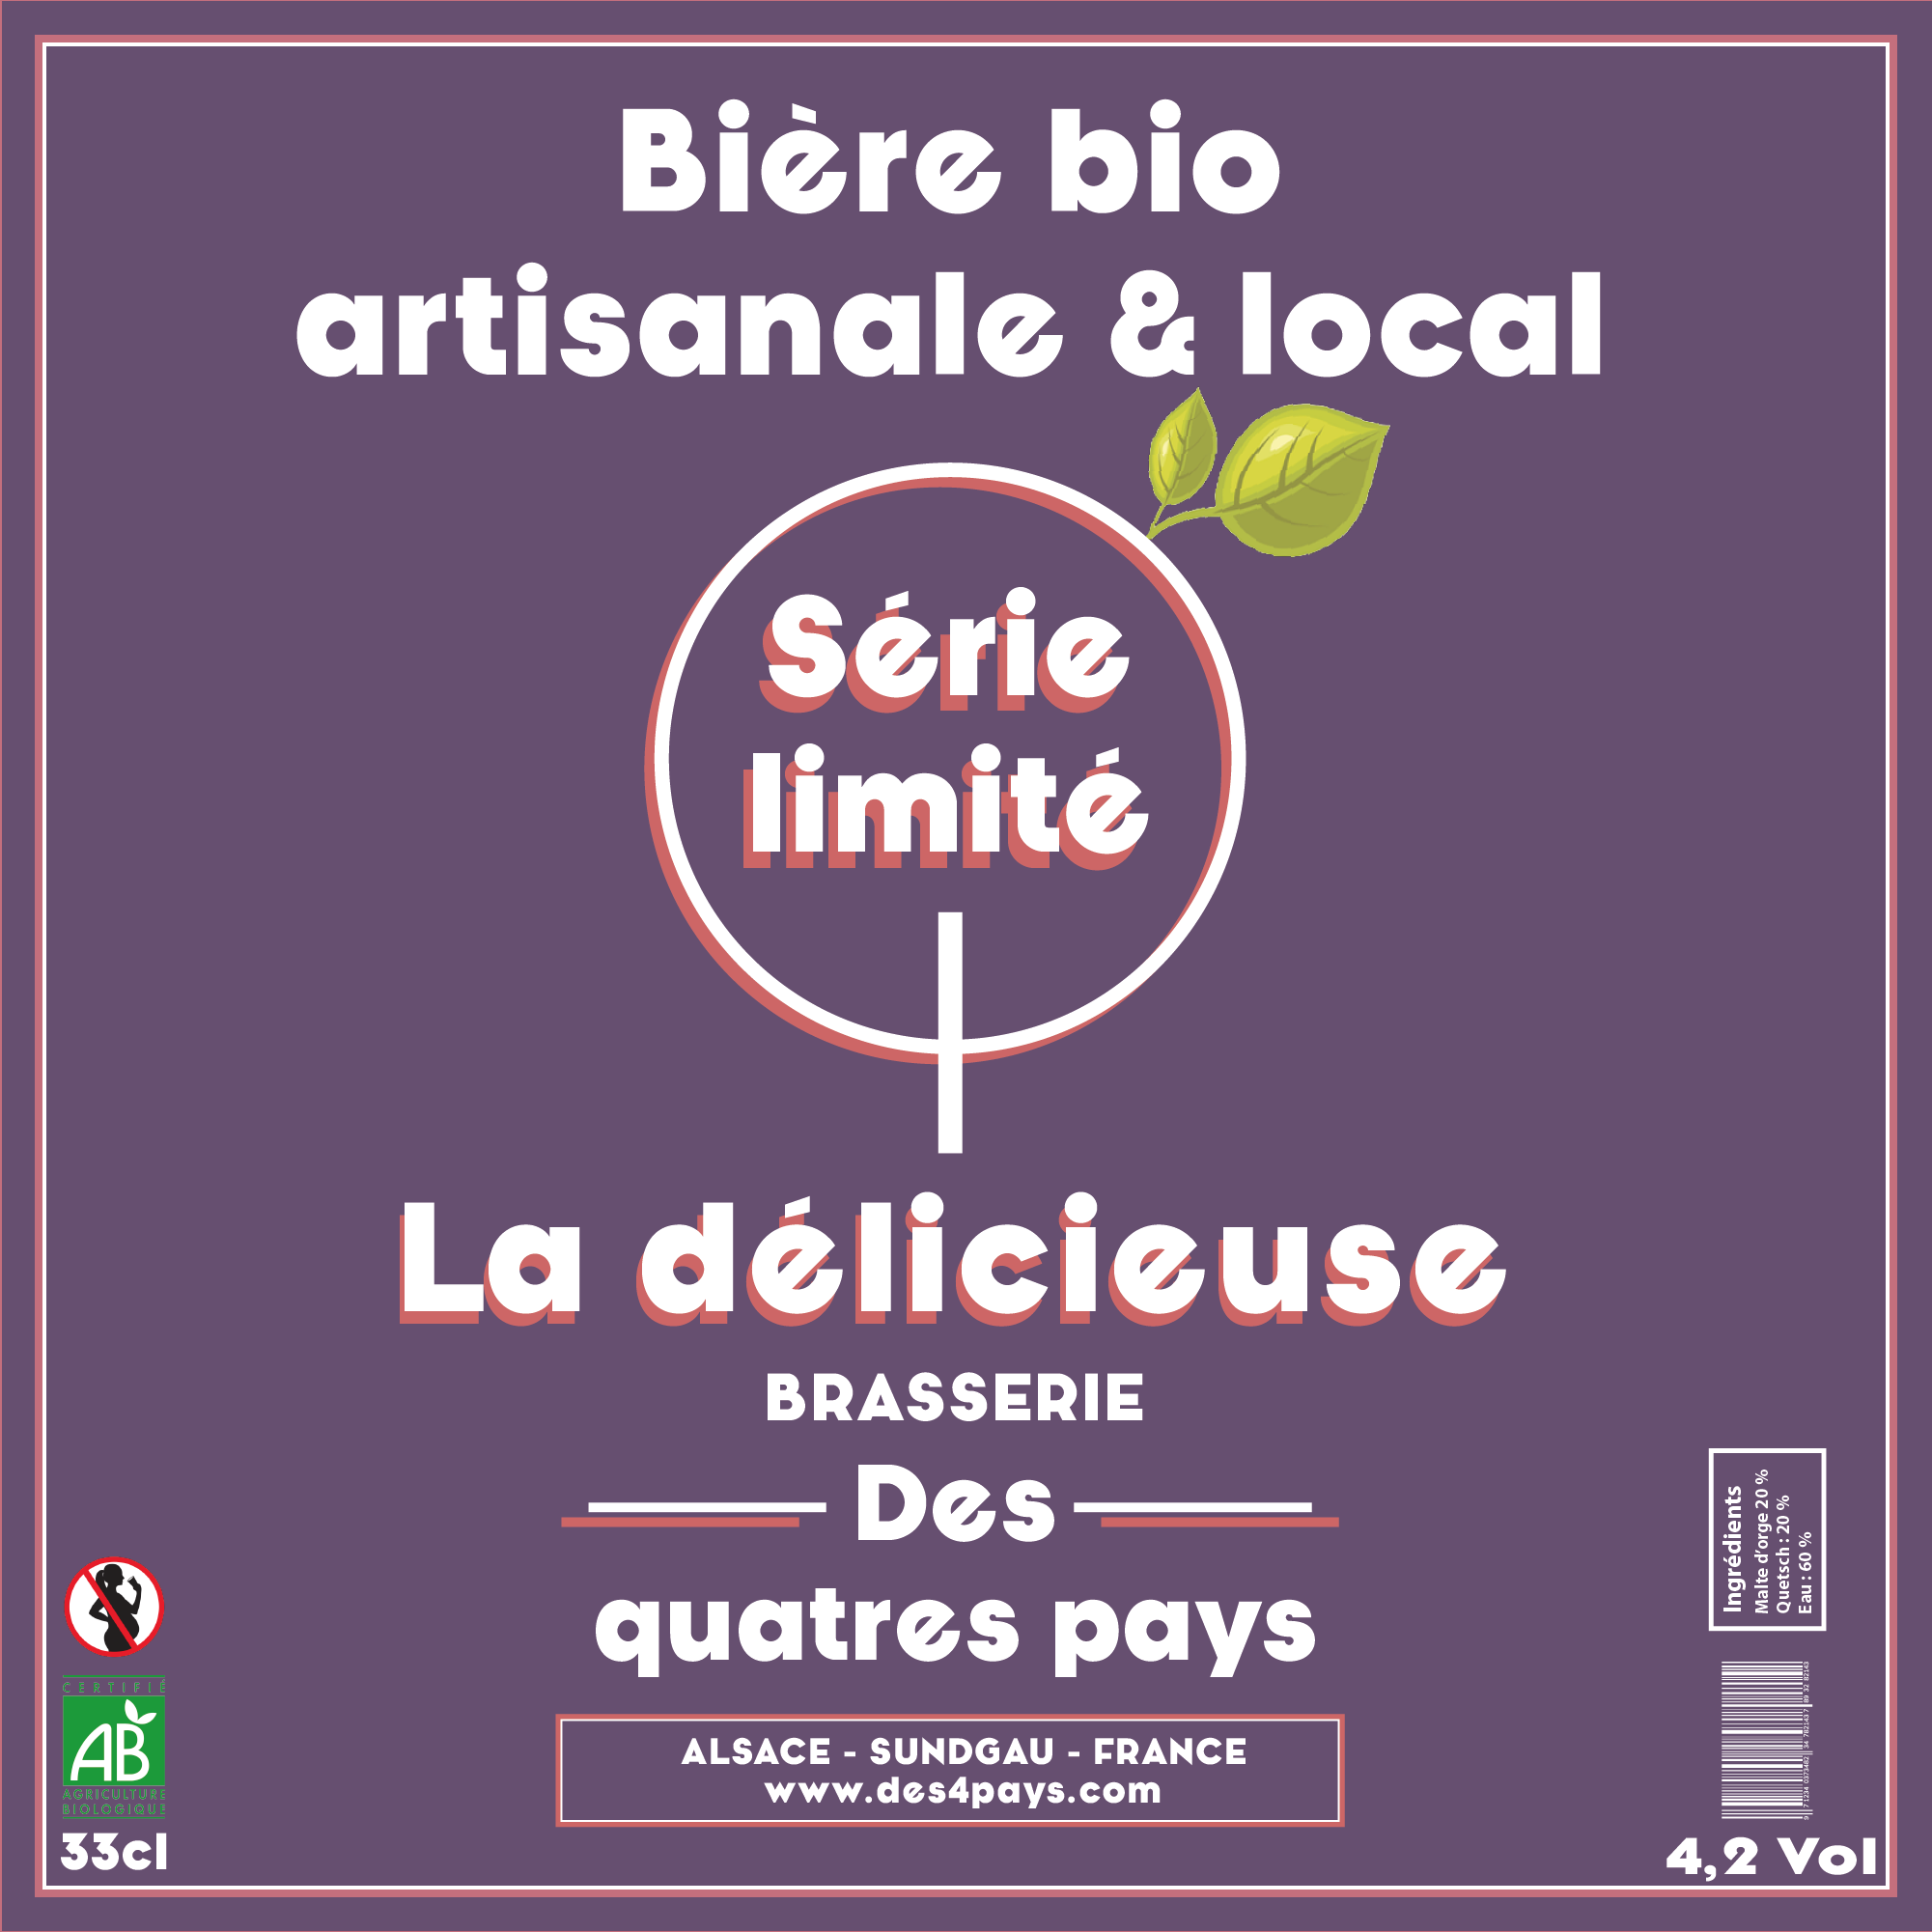 Bière bio
artisanale & local
Série
limité
La délicieuse
BRASSERIE
Des
quatres pays
ALSACE - SUNDGAU - FRANCE
www.des4pays.com
CERTIFIÉ
AB
AGRICULTURE
BIOLOGIQUE
33cl
Ingrédients
Malte d'orge 20 %
Quetsch : 20 %
Eau : 60 %
4,2 Vol